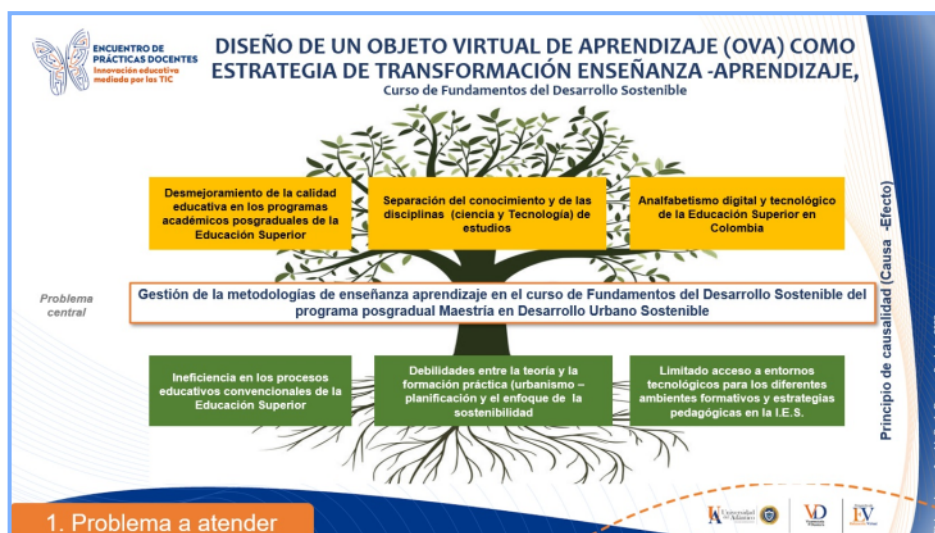 ENCUENTRO DE
PRÁCTICAS DOCENTES
Innovación educativa
mediada por las TIC
DISEÑO DE UN OBJETO VIRTUAL DE APRENDIZAJE (OVA) COMO
ESTRATEGIA DE TRANSFORMACIÓN ENSEÑANZA -APRENDIZAJE,
Curso de Fundamentos del Desarrollo Sostenible
Desmejoramiento de la calidad
educativa en los programas
académicos posgraduales de la
Educación Superior
Separación del conocimiento y de las
disciplinas (ciencia y Tecnología) de
estudios
Analfabetismo digital y tecnológico
de la Educación Superior en
Colombia
Problema
central
Gestión de la metodologías de enseñanza aprendizaje en el curso de Fundamentos del Desarrollo Sostenible del
programa posgradual Maestría en Desarrollo Urbano Sostenible
Ineficiencia en los procesos
educativos convencionales de la
Educación Superior
Debilidades entre la teoría y la
formación práctica (urbanismo –
planificación y el enfoque de la
sostenibilidad
Limitado acceso a entornos
tecnológicos para los diferentes
ambientes formativos y estrategias
pedagógicas en la I.E.S.
Principio de causalidad (Causa -Efecto)
1. Problema a atender
Universidad
del Atlántico
VD
EV